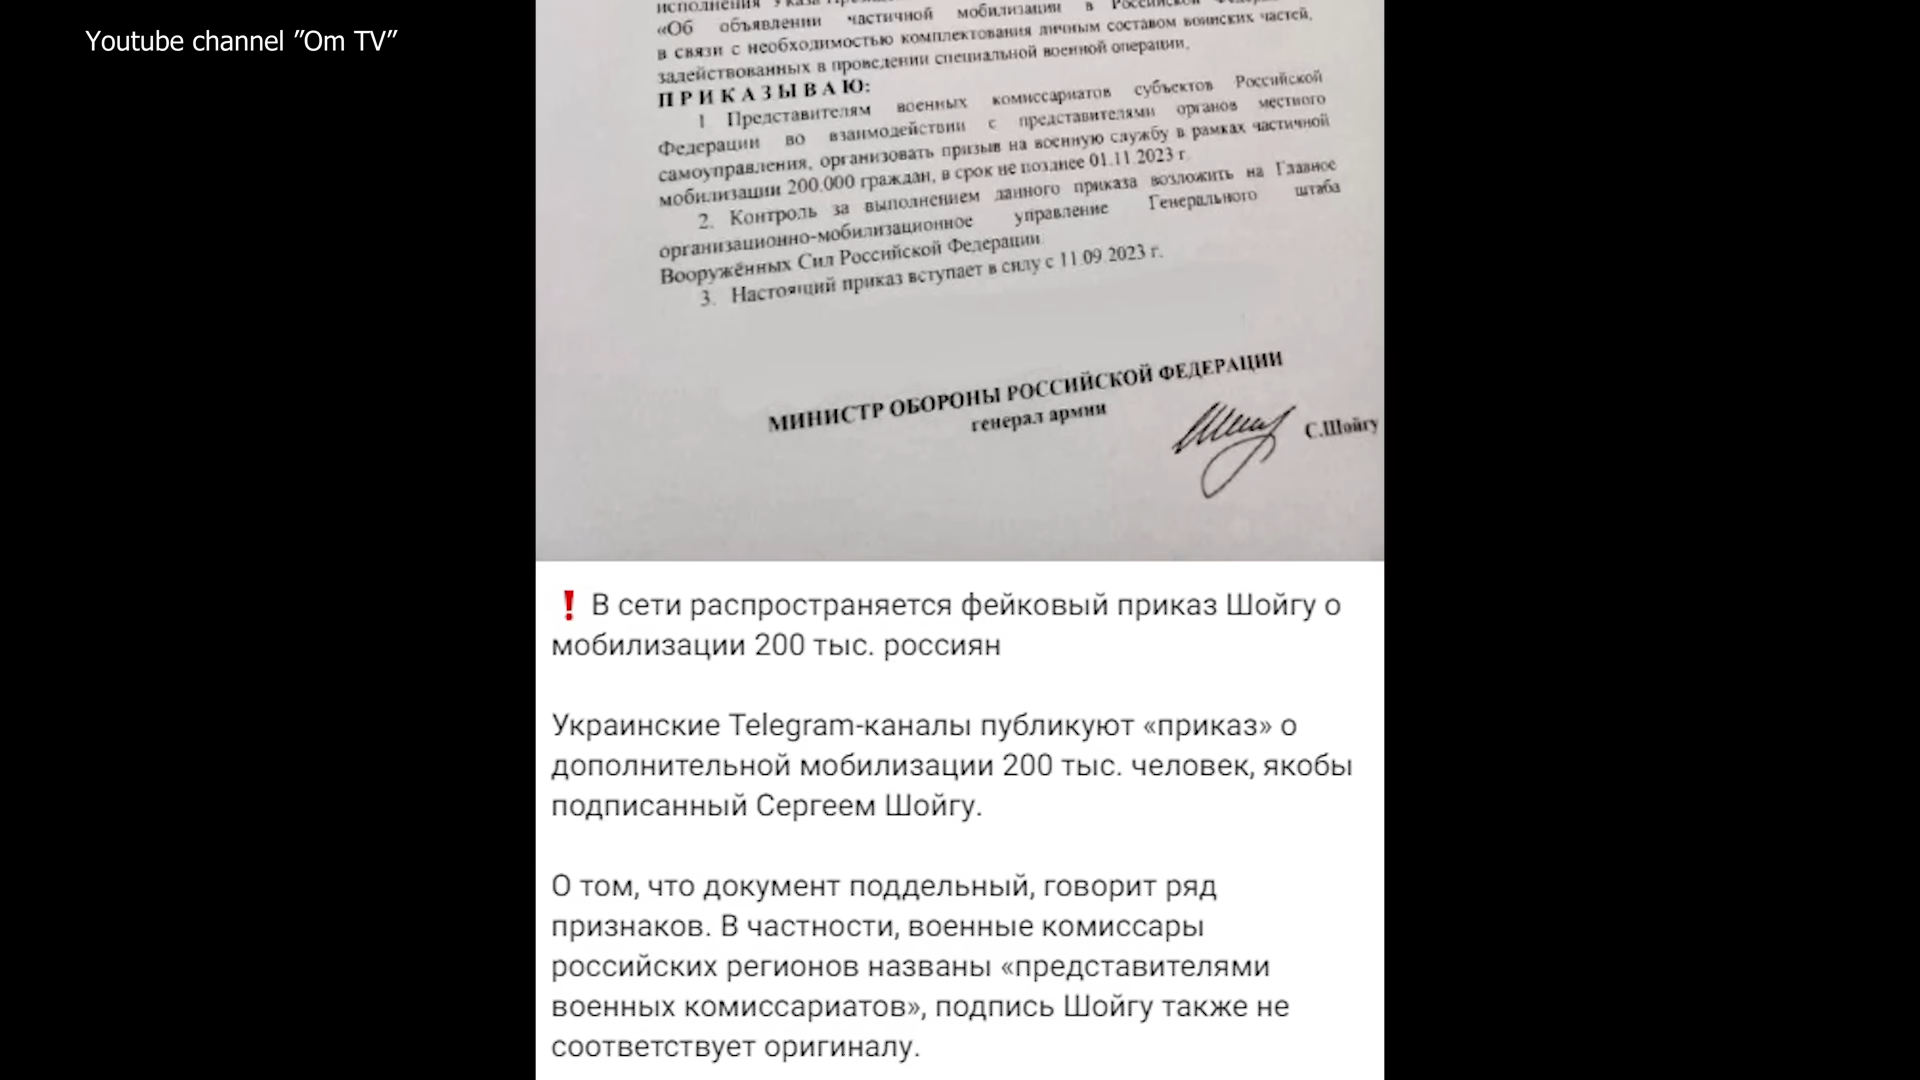 Youtube channel ”Om TV”
исполнения Указа
«Об объявлении частичной мобилизации в Российской
в связи с необходимостью комплектования личным составом воинских частей,
задействованных в проведении специальной военной операции,
П Р И К А З Ы В А Ю:
1 Представителям военных комиссариатов субъектов Российской
Федерации во взаимодействии с представителями органов местного
самоуправления, организовать призыв на военную службу в рамках частичной
мобилизации 200.000 граждан, в срок не позднее 01.11.2023 г.
2. Контроль за выполнением данного приказа возложить на Главное
организационно-мобилизационное управление Генерального штаба
Вооружённых Сил Российской Федерации
3. Настоящий приказ вступает в силу с 11.09.2023 г.
МИНИСТР ОБОРОНЫ РОССИЙСКОЙ ФЕДЕРАЦИИ
генерал армии
С.Шойгу
❗ В сети распространяется фейковый приказ Шойгу о
мобилизации 200 тыс. россиян
Украинские Telegram-каналы публикуют «приказ» о
дополнительной мобилизации 200 тыс. человек, якобы
подписанный Сергеем Шойгу.
О том, что документ поддельный, говорит ряд
признаков. В частности, военные комиссары
российских регионов названы «представителями
военных комиссариатов», подпись Шойгу также не
соответствует оригиналу.